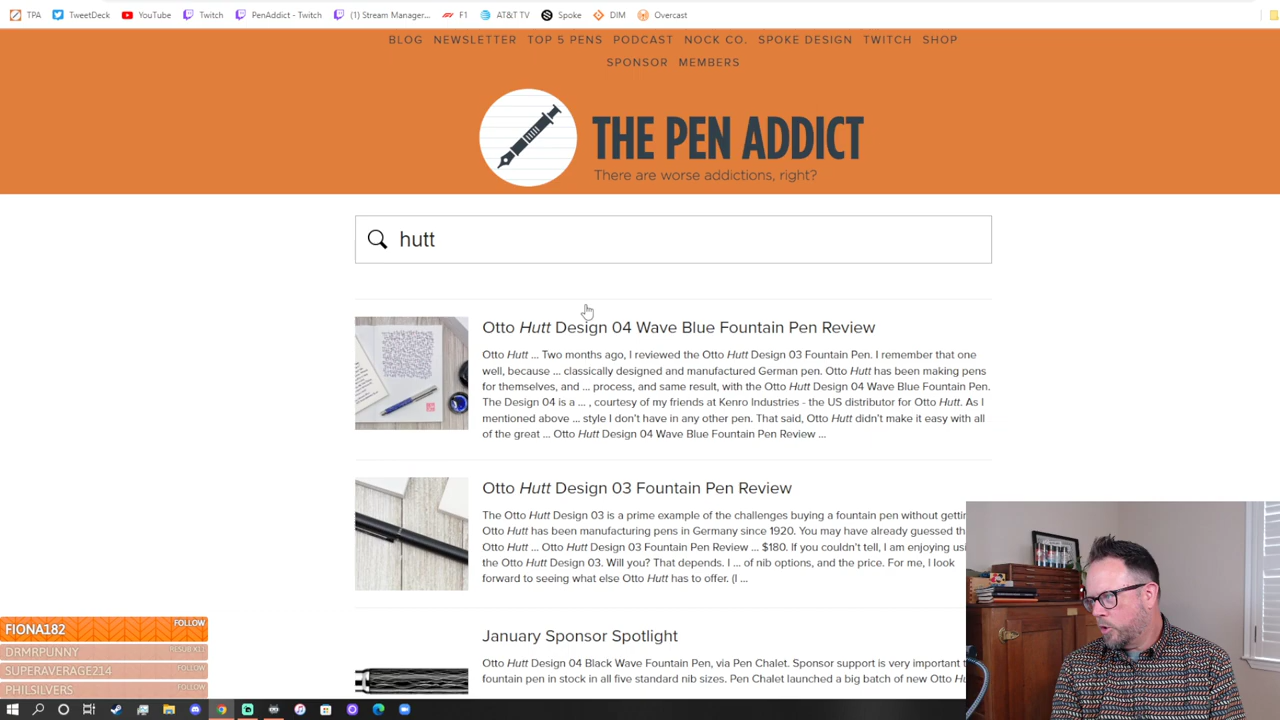 TPA TweetDeck YouTube Twitch PenAddict - Twitch (1) Stream Manager... F1 AT&T TV Spoke DIM Overcast
BLOG NEWSLETTER TOP 5 PENS PODCAST NOCK CO. SPOKE DESIGN TWITCH SHOP
SPONSOR MEMBERS
THE PEN ADDICT
There are worse addictions, right?
hutt
Otto Hutt Design 04 Wave Blue Fountain Pen Review
Otto Hutt ... Two months ago, I reviewed the Otto Hutt Design 03 Fountain Pen. I remember that one
well, because ... classically designed and manufactured German pen. Otto Hutt has been making pens
for themselves, and ... process, and same result, with the Otto Hutt Design 04 Wave Blue Fountain Pen.
The Design 04 is a ... , courtesy of my friends at Kenro Industries - the US distributor for Otto Hutt. As I
mentioned above ... style I don't have in any other pen. That said, Otto Hutt didn't make it easy with all
of the great ... Otto Hutt Design 04 Wave Blue Fountain Pen Review ...
Otto Hutt Design 03 Fountain Pen Review
The Otto Hutt Design 03 is a prime example of the challenges buying a fountain pen without gettin
Otto Hutt has been manufacturing pens in Germany since 1920. You may have already guessed th
Otto Hutt ... Otto Hutt Design 03 Fountain Pen Review ... $180. If you couldn't tell, I am enjoying usi
the Otto Hutt Design 03. Will you? That depends. I ... of nib options, and the price. For me, I look
forward to seeing what else Otto Hutt has to offer. (I ...
January Sponsor Spotlight
Otto Hutt Design 04 Black Wave Fountain Pen, via Pen Chalet. Sponsor support is very important t
fountain pen in stock in all five standard nib sizes. Pen Chalet launched a big batch of new Otto Hu
FIONA182 FOLLOW
DRMRPUNNY RESUB X11
SUPERAVERAGE214 FOLLOW
PHILSILVERS FOLLOW